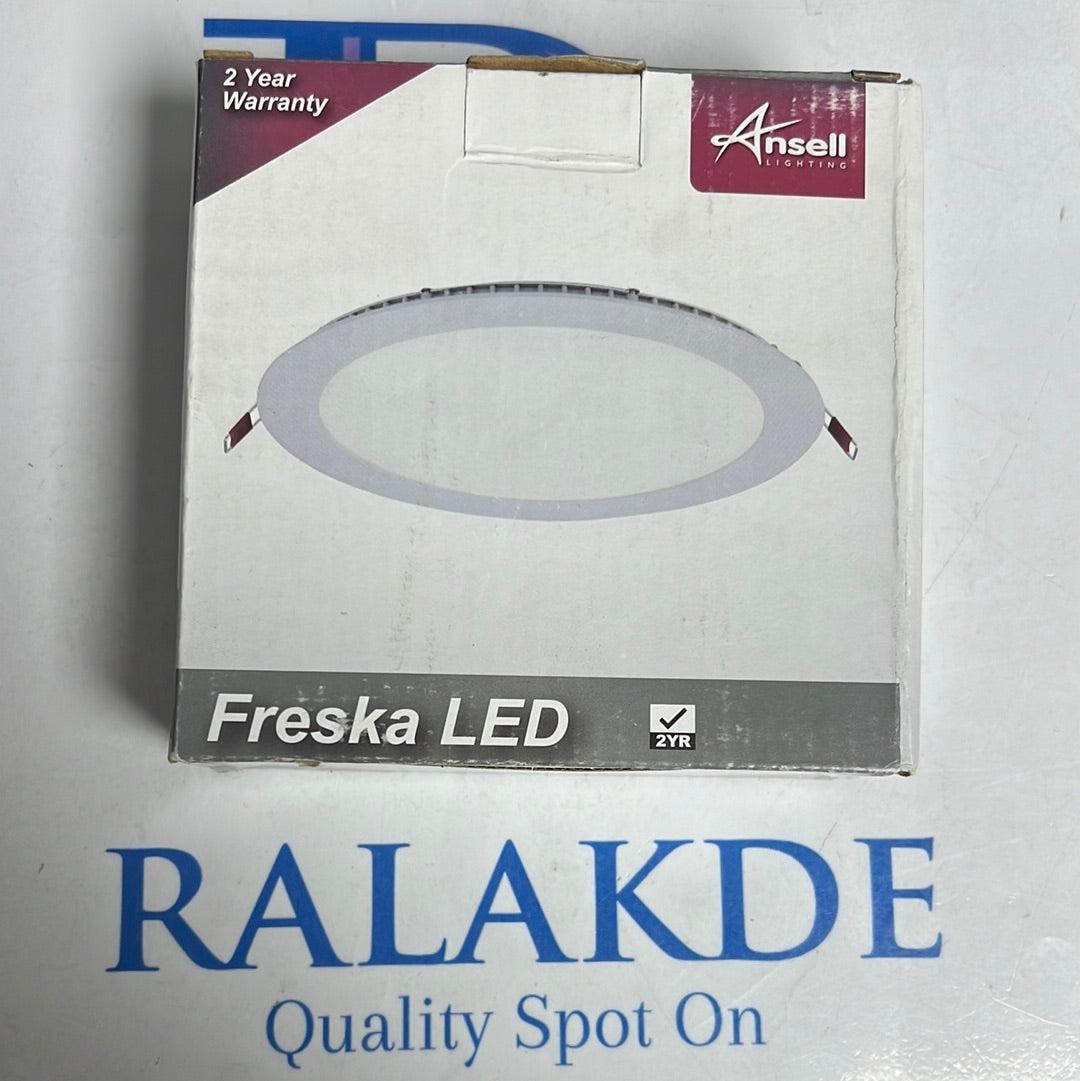 2 Year
Warranty
Ansell
LIGHTING
Freska LED
2YR
RALAKDE
Quality Spot On